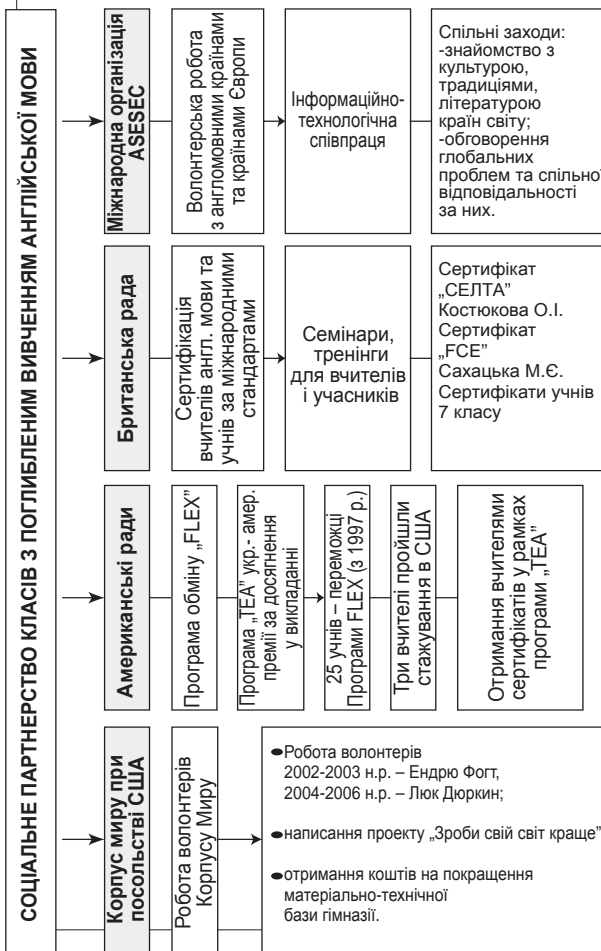 СОЦІАЛЬНЕ ПАРТНЕРСТВО КЛАСІВ З ПОГЛИБЛЕНИМ ВИВЧЕННЯМ АНГЛІЙСЬКОЇ МОВИ
Міжнародна організація
ASESEC
Волонтерська робота
з англомовними країнами
та країнами Європи
Інформаційно-
технологічна
співпраця
Спільні заходи:
-знайомство з
культурою,
традиціями,
літературою
країн світу;
-обговорення
глобальних
проблем та спільної
відповідальності
за них.
Британська рада
Сертифікація
вчителів англ. мови та
учнів за міжнародними
стандартами
Семінари,
тренінги
для вчителів
і учасників
Сертифікат
„СЕЛТА”
Костюкова О.І.
Сертифікат
„FCE”
Сахацька М.Є.
Сертифікати учнів
7 класу
Американські ради
Програма обміну „FLEX”
Програма „ТЕА” укр.- амер.
премії за досягнення
у викладанні
25 учнів – переможці
Програми FLEX (з 1997 р.)
Три вчителі пройшли
стажування в США
Отримання вчителями
сертифікатів у рамках
програми „ТЕА”
Корпус миру при
посольстві США
Робота волонтерів
Корпусу Миру
●Робота волонтерів
2002-2003 н.р. – Ендрю Фогт,
2004-2006 н.р. – Люк Дюркин;
●написання проекту „Зроби свій світ краще”
●отримання коштів на покращення
матеріально-технічної
бази гімназії.